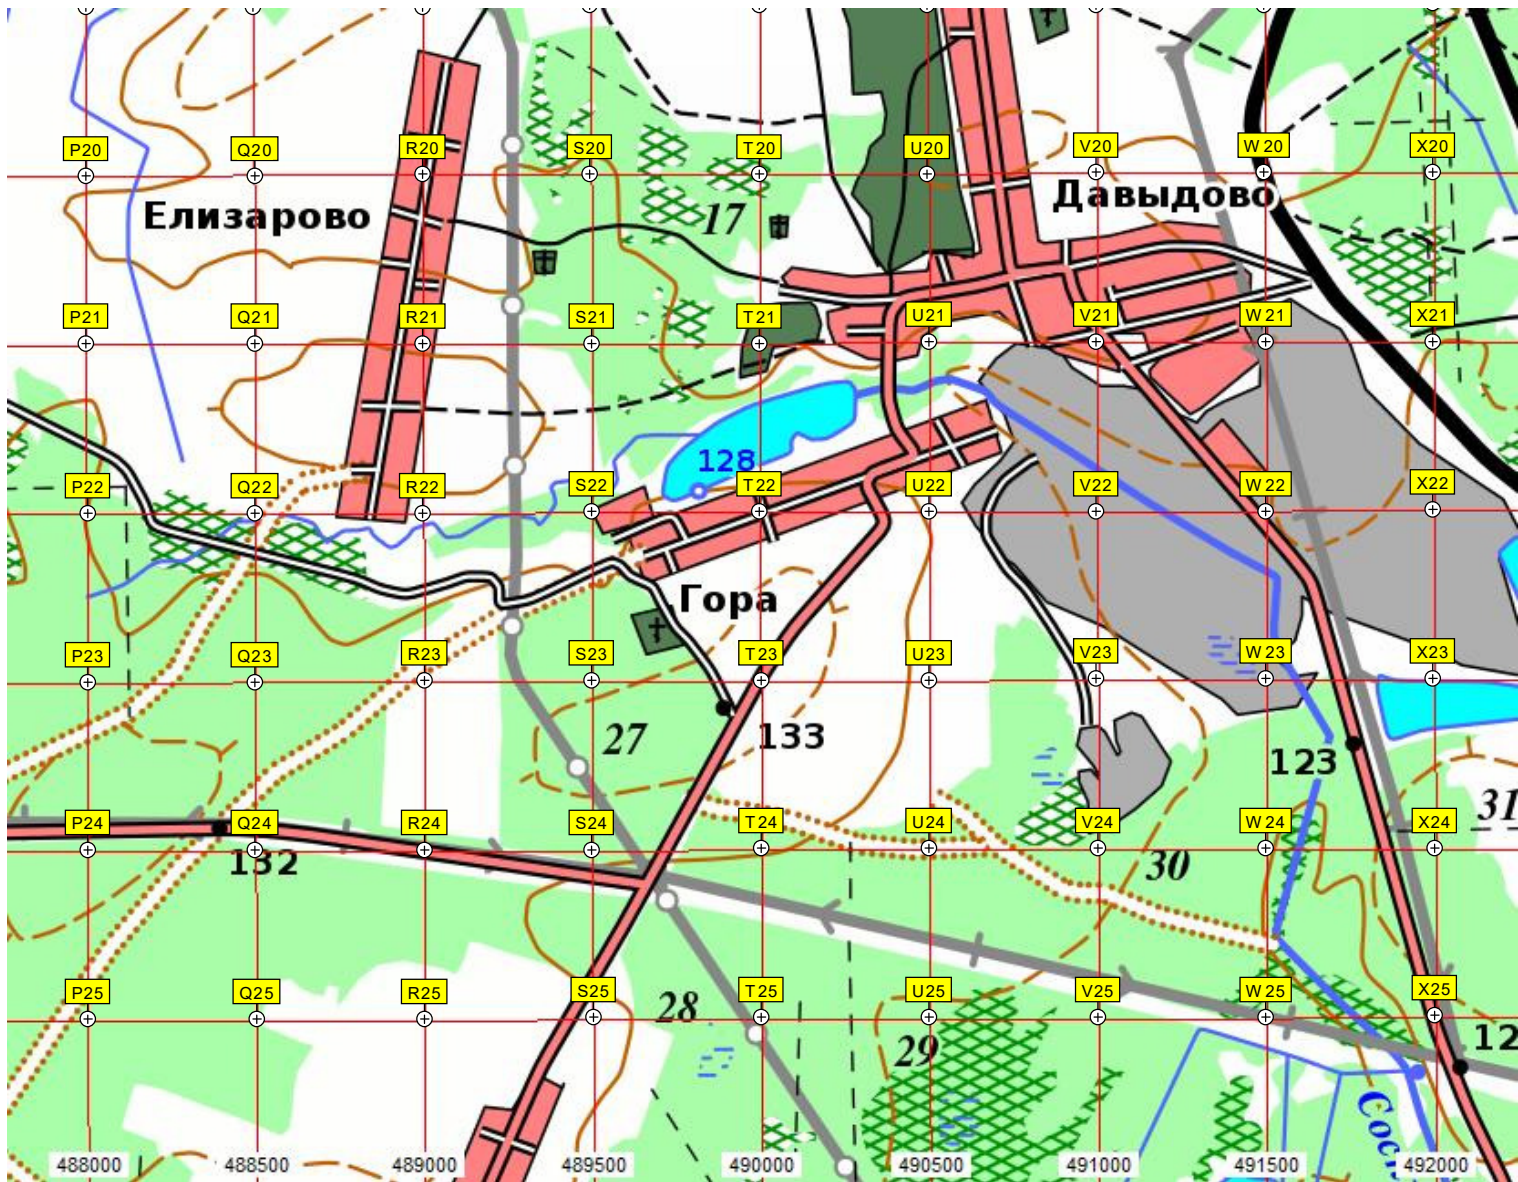 P20 Q20 R20 S20 T20 U20 V20 W20 X20
Елизарово 17 Давыдово
P21 Q21 R21 S21 T21 U21 V21 W21 X21
128
P22 Q22 R22 S22 T22 U22 V22 W22 X22
Гора
P23 Q23 R23 S23 T23 U23 V23 W23 X23
27 133 123
31
P24 Q24 R24 S24 T24 U24 V24 W24 X24
132 30
P25 Q25 R25 S25 T25 U25 V25 W25 X25
28 29 12
Сост
488000 488500 489000 489500 490000 490500 491000 491500 492000